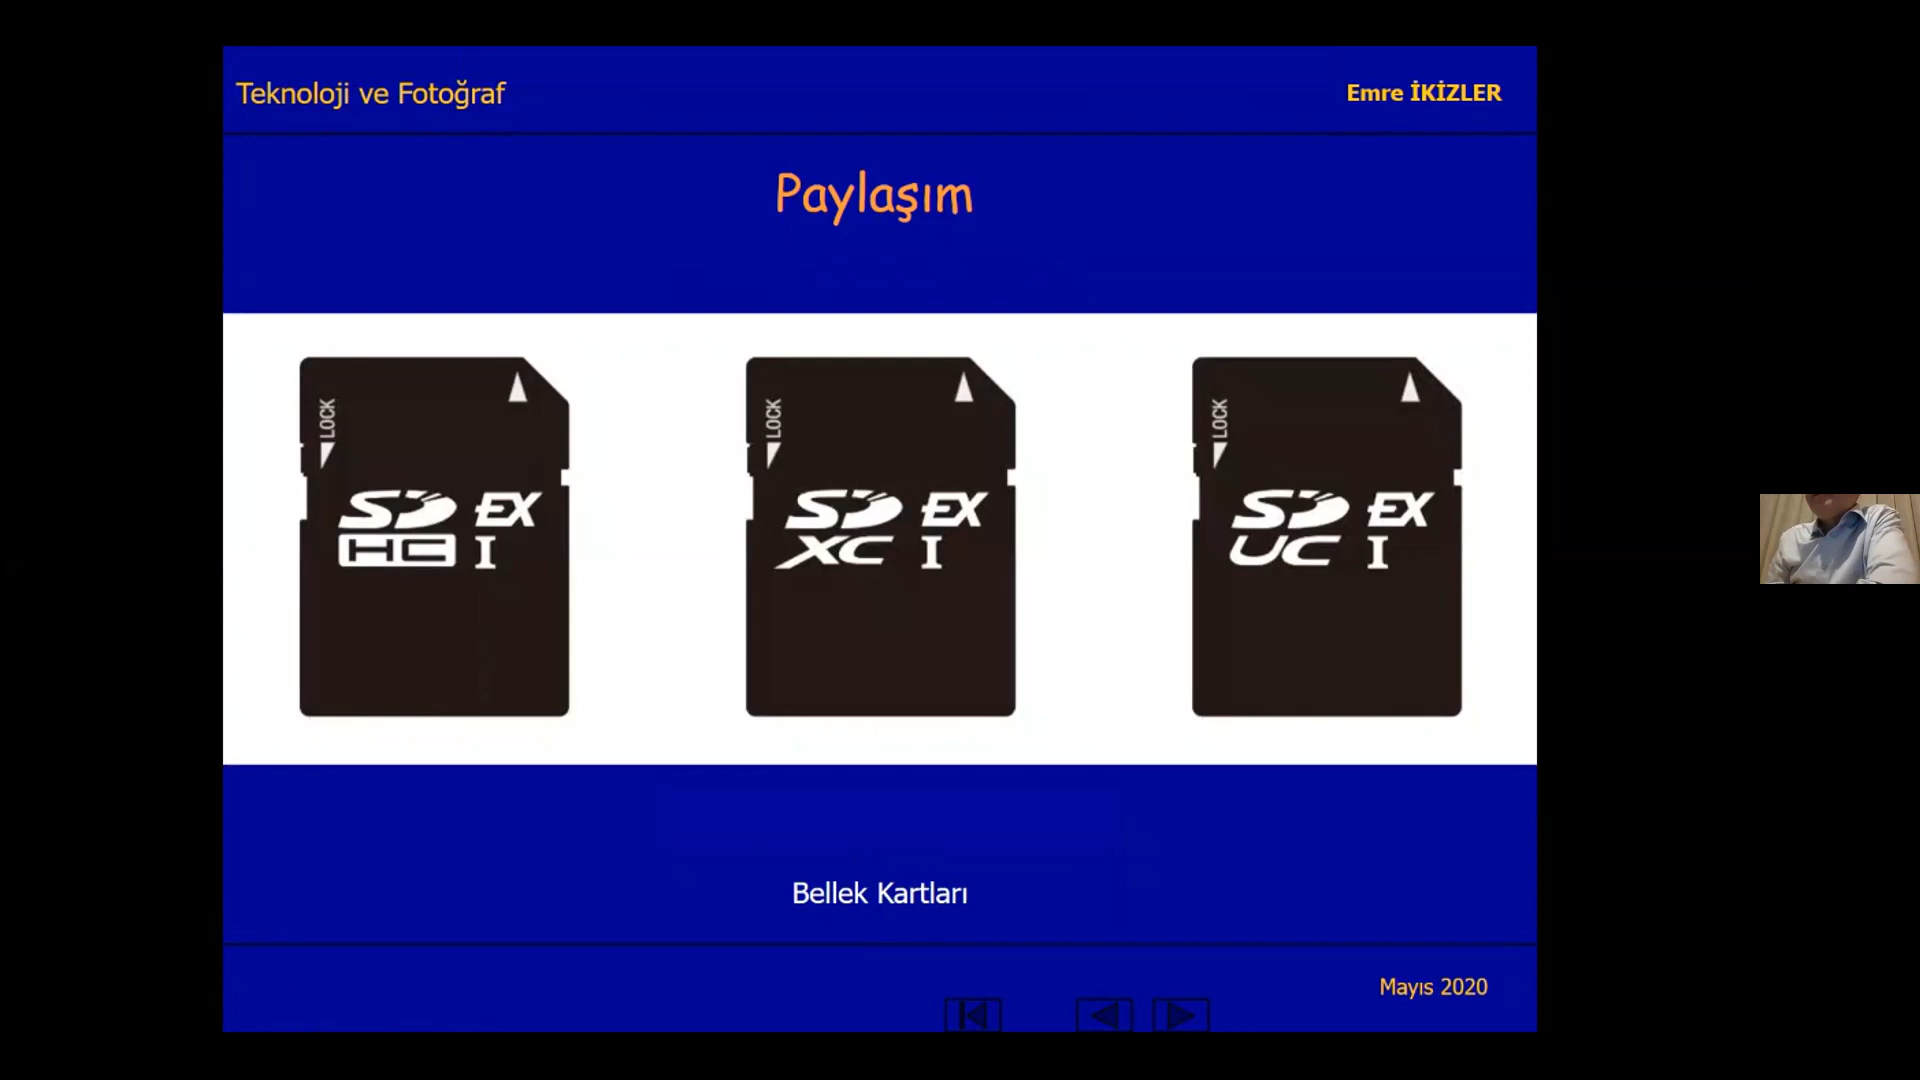 Teknoloji ve Fotoğraf
Emre İKİZLER
Paylaşım
LOCK
SD EX
HC I
LOCK
SD EX
XC I
LOCK
SD EX
UC I
Bellek Kartları
Mayıs 2020